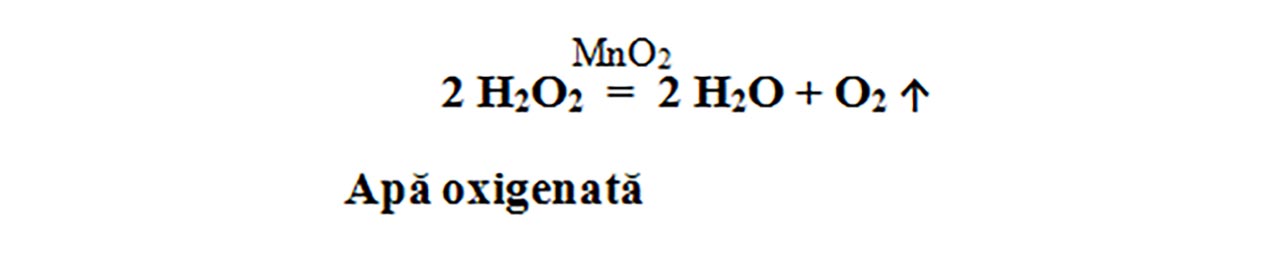 MnO₂
2 H₂O₂ = 2 H₂O + O₂ ↑
Apă oxigenată